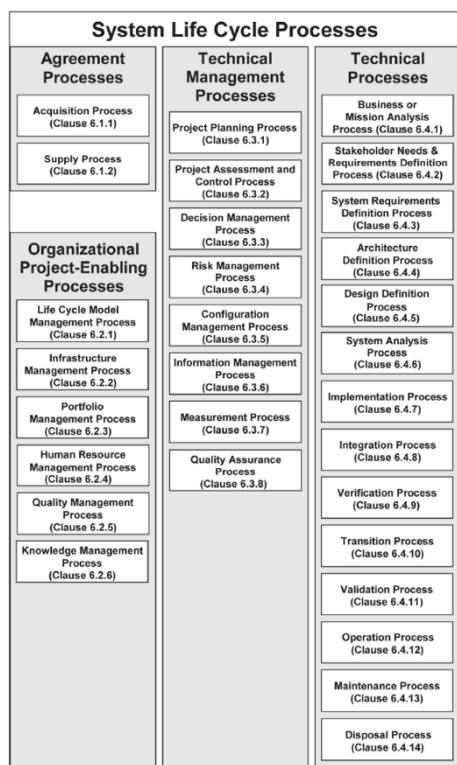 System Life Cycle Processes
Agreement
Processes
Acquisition Process
(Clause 6.1.1)
Supply Process
(Clause 6.1.2)
Organizational
Project-Enabling
Processes
Life Cycle Model
Management Process
(Clause 6.2.1)
Infrastructure
Management Process
(Clause 6.2.2)
Portfolio
Management Process
(Clause 6.2.3)
Human Resource
Management Process
(Clause 6.2.4)
Quality Management
Process
(Clause 6.2.5)
Knowledge Management
Process
(Clause 6.2.6)
Technical
Management
Processes
Project Planning Process
(Clause 6.3.1)
Project Assessment and
Control Process
(Clause 6.3.2)
Decision Management
Process
(Clause 6.3.3)
Risk Management
Process
(Clause 6.3.4)
Configuration
Management Process
(Clause 6.3.5)
Information Management
Process
(Clause 6.3.6)
Measurement Process
(Clause 6.3.7)
Quality Assurance
Process
(Clause 6.3.8)
Technical
Processes
Business or
Mission Analysis
Process (Clause 6.4.1)
Stakeholder Needs &
Requirements Definition
Process (Clause 6.4.2)
System Requirements
Definition Process
(Clause 6.4.3)
Architecture
Definition Process
(Clause 6.4.4)
Design Definition
Process
(Clause 6.4.5)
System Analysis
Process
(Clause 6.4.6)
Implementation Process
(Clause 6.4.7)
Integration Process
(Clause 6.4.8)
Verification Process
(Clause 6.4.9)
Transition Process
(Clause 6.4.10)
Validation Process
(Clause 6.4.11)
Operation Process
(Clause 6.4.12)
Maintenance Process
(Clause 6.4.13)
Disposal Process
(Clause 6.4.14)